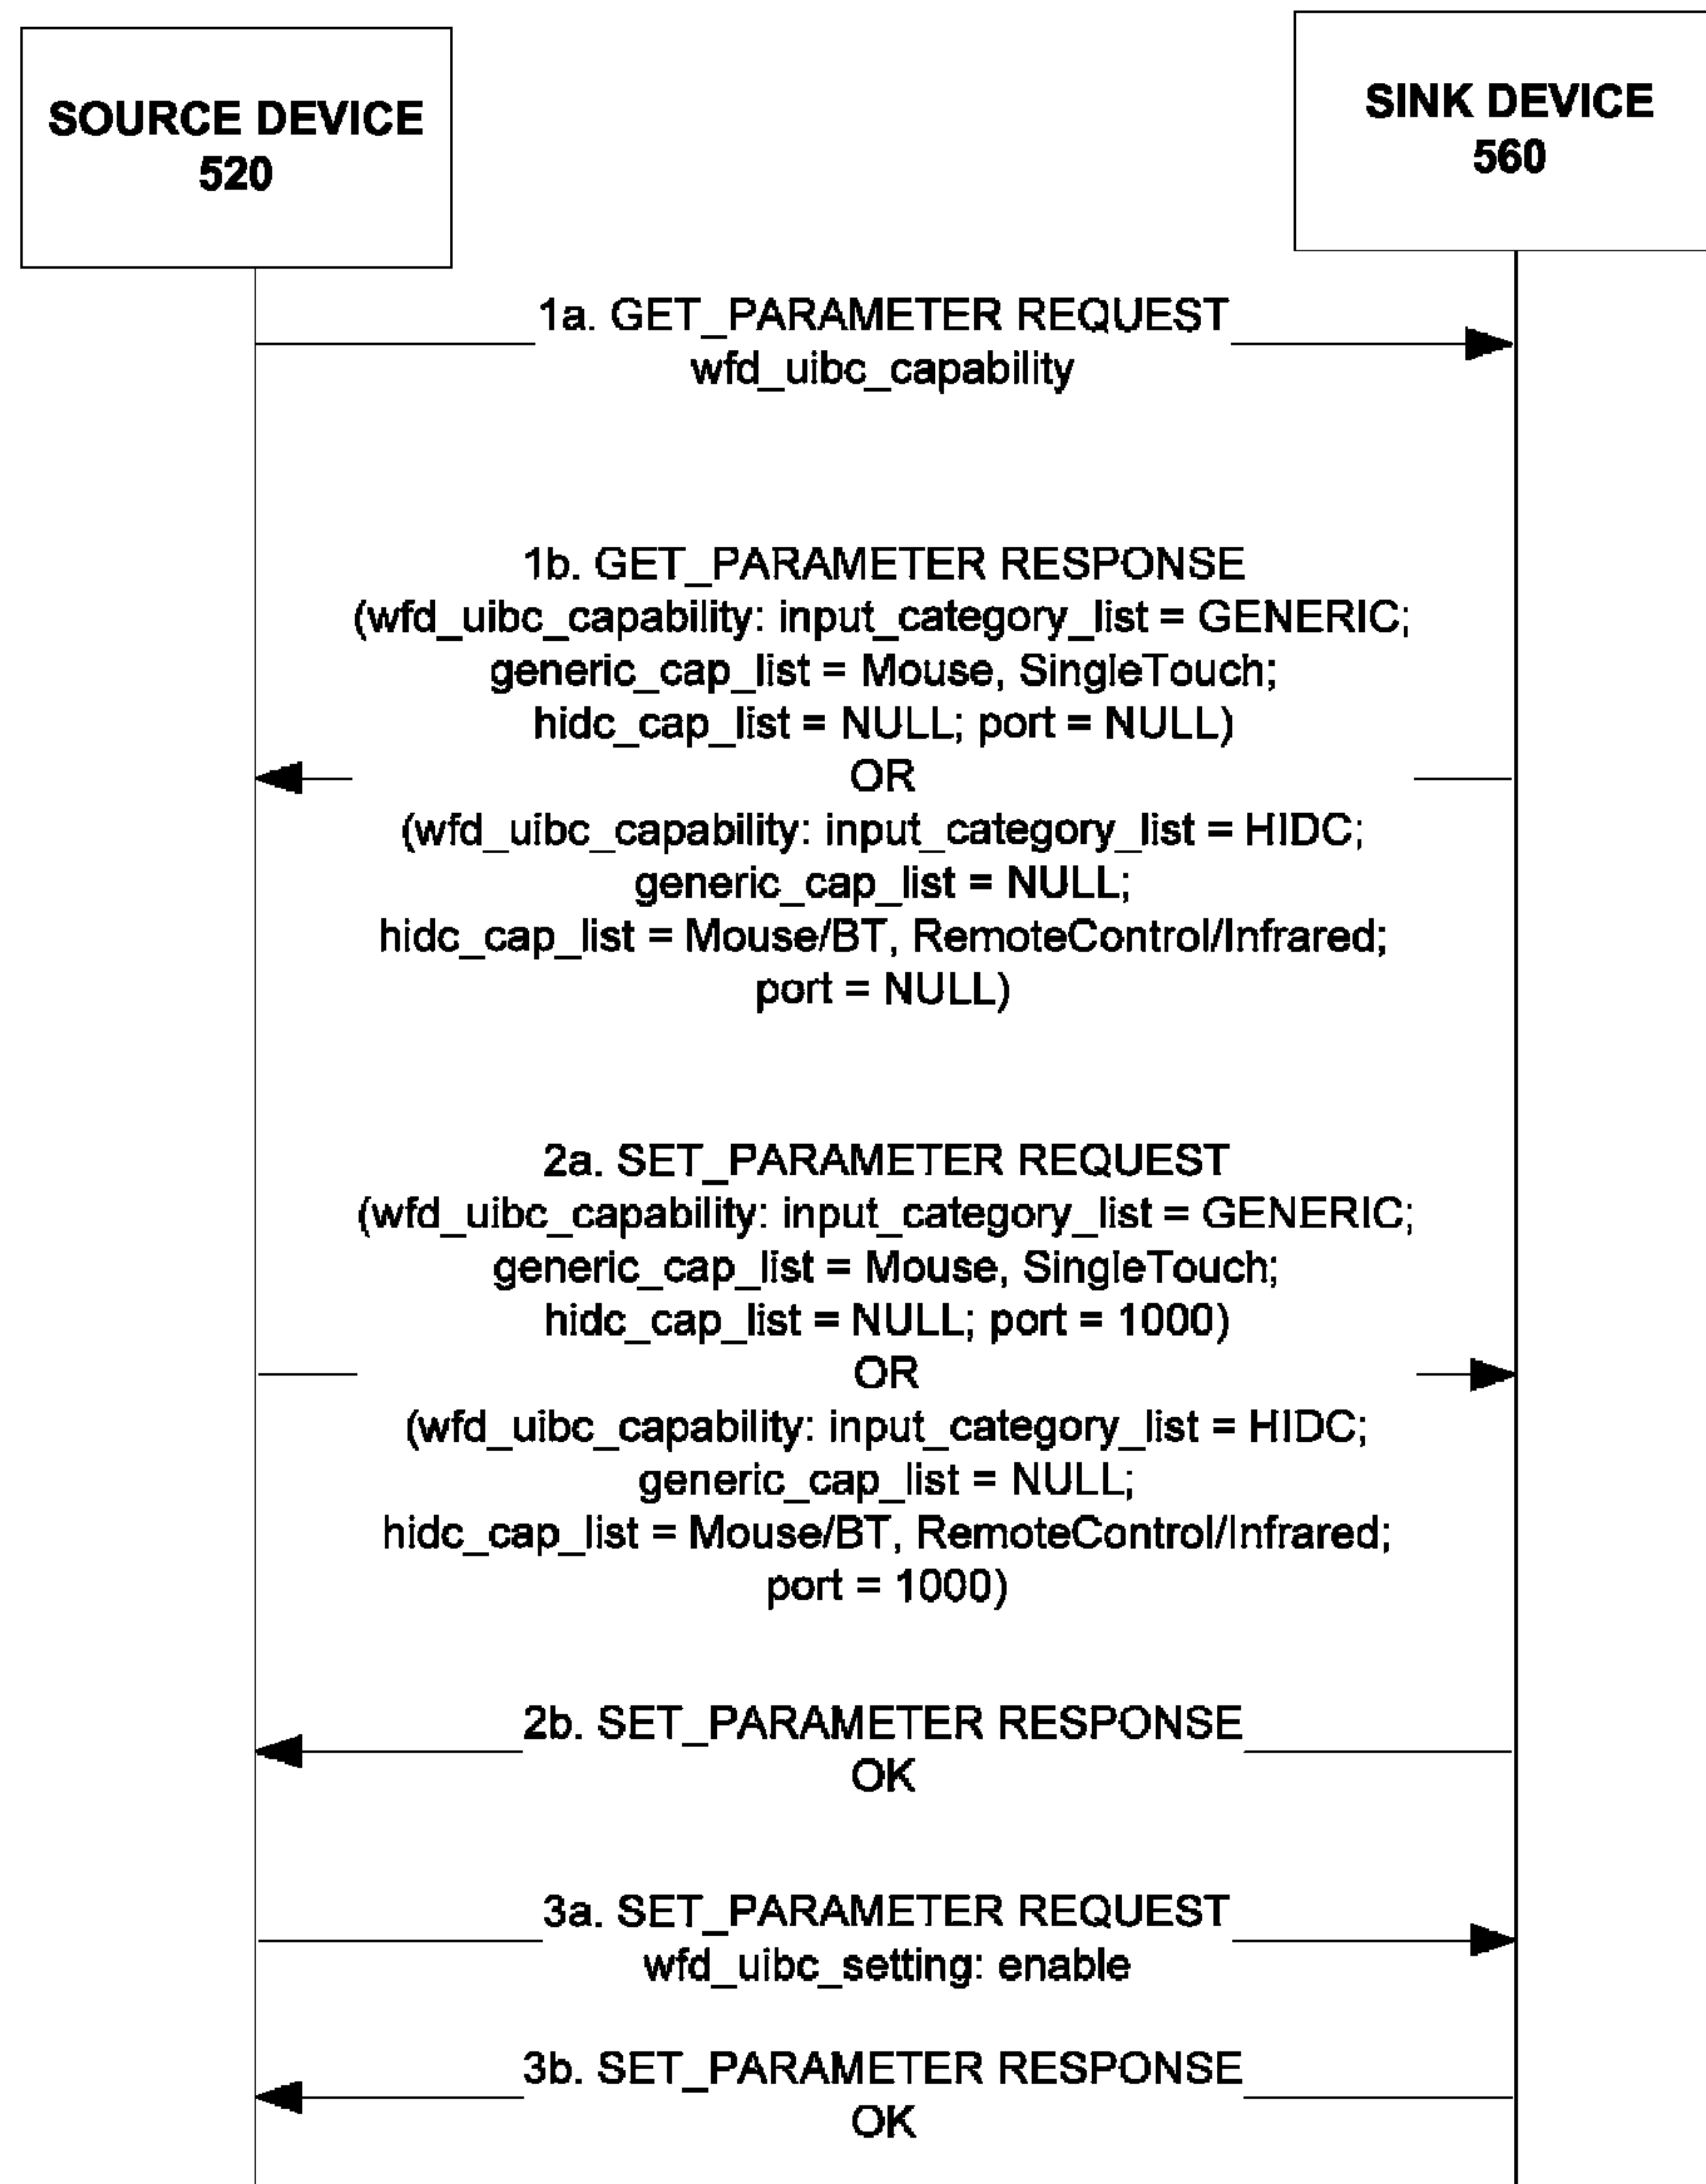 SOURCE DEVICE
520
SINK DEVICE
560
1a. GET_PARAMETER REQUEST
wfd_uibc_capability
1b. GET_PARAMETER RESPONSE
(wfd_uibc_capability: input_category_list = GENERIC;
generic_cap_list = Mouse, SingleTouch;
hidc_cap_list = NULL; port = NULL)
OR
(wfd_uibc_capability: input_category_list = HIDC;
generic_cap_list = NULL;
hidc_cap_list = Mouse/BT, RemoteControl/Infrared;
port = NULL)
2a. SET_PARAMETER REQUEST
(wfd_uibc_capability: input_category_list = GENERIC;
generic_cap_list = Mouse, SingleTouch;
hidc_cap_list = NULL; port = 1000)
OR
(wfd_uibc_capability: input_category_list = HIDC;
generic_cap_list = NULL;
hidc_cap_list = Mouse/BT, RemoteControl/Infrared;
port = 1000)
2b. SET_PARAMETER RESPONSE
OK
3a. SET_PARAMETER REQUEST
wfd_uibc_setting: enable
3b. SET_PARAMETER RESPONSE
OK